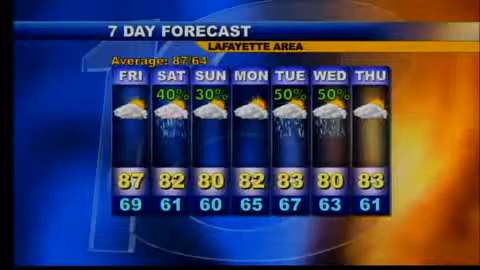 7 DAY FORECAST
LAFAYETTE AREA
Average: 87/64
FRI SAT SUN MON TUE WED THU
40% 30% 50% 50%
87 82 80 82 83 80 83
69 61 60 65 67 63 61